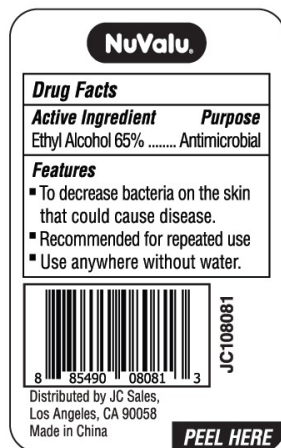 NuValu.
Drug Facts
Active Ingredient Purpose
Ethyl Alcohol 65% ........ Antimicrobial
Features
▪ To decrease bacteria on the skin
that could cause disease.
▪ Recommended for repeated use
▪ Use anywhere without water.
JC108081
8 85490 08081 3
Distributed by JC Sales,
Los Angeles, CA 90058
Made in China
PEEL HERE